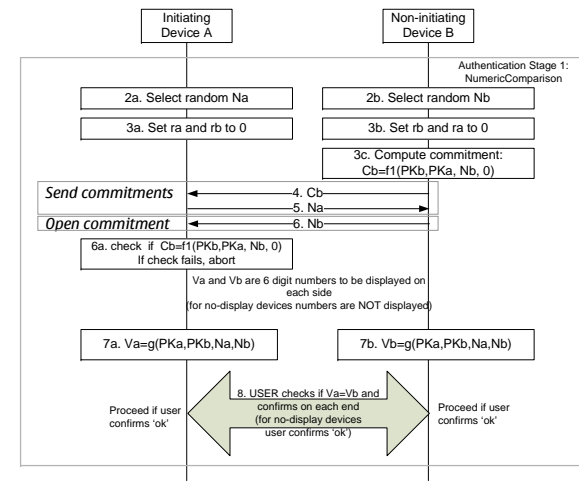 Initiating
Device A
Non-initiating
Device B
Authentication Stage 1:
NumericComparison
2a. Select random Na
2b. Select random Nb
3a. Set ra and rb to 0
3b. Set rb and ra to 0
3c. Compute commitment:
Cb=f1(PKb,PKa, Nb, 0)
Send commitments
4. Cb
5. Na
Open commitment
6. Nb
6a. check if Cb=f1(PKb,PKa, Nb, 0)
If check fails, abort
Va and Vb are 6 digit numbers to be displayed on
each side
(for no-display devices numbers are NOT displayed)
7a. Va=g(PKa,PKb,Na,Nb)
7b. Vb=g(PKa,PKb,Na,Nb)
8. USER checks if Va=Vb and
confirms on each end
(for no-display devices
user confirms 'ok')
Proceed if user
confirms 'ok'
Proceed if user
confirms 'ok'